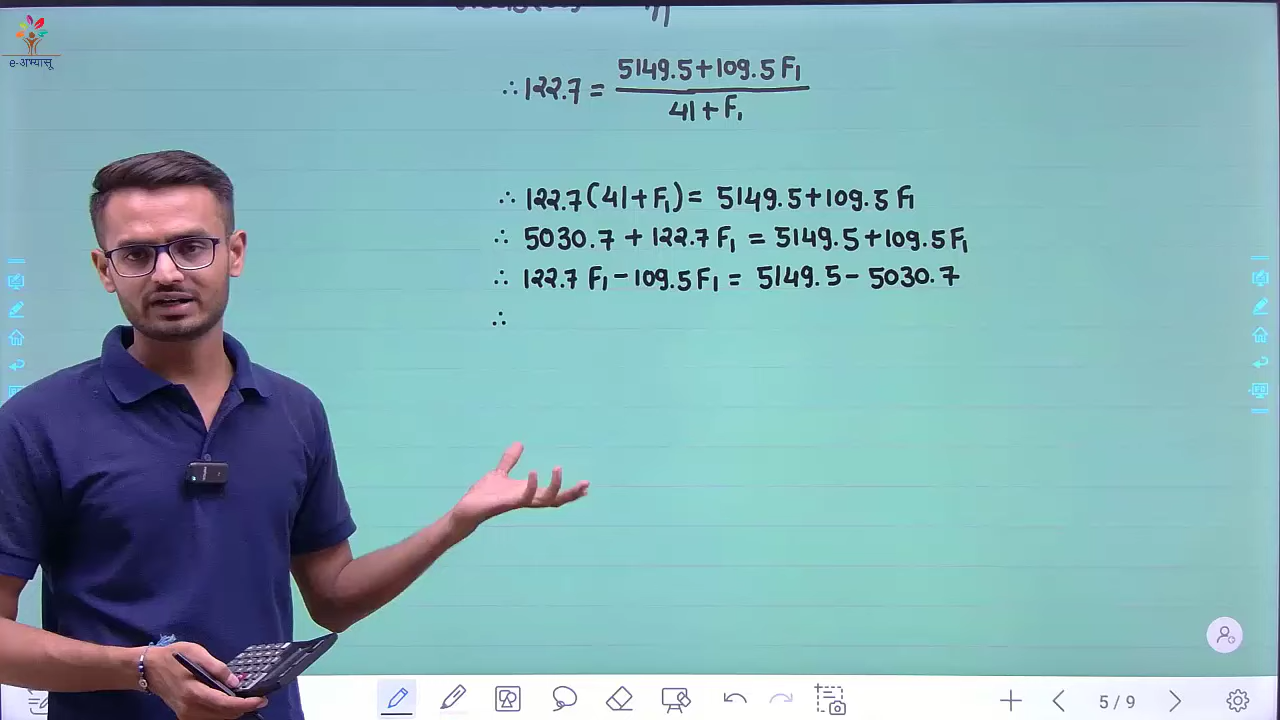 e-अभ्यासू
∴ 122.7 = (5149.5 + 109.5 F₁) / (41 + F₁)
∴ 122.7 (41 + F₁) = 5149.5 + 109.5 F₁
∴ 5030.7 + 122.7 F₁ = 5149.5 + 109.5 F₁
∴ 122.7 F₁ − 109.5 F₁ = 5149.5 − 5030.7
∴
5 / 9